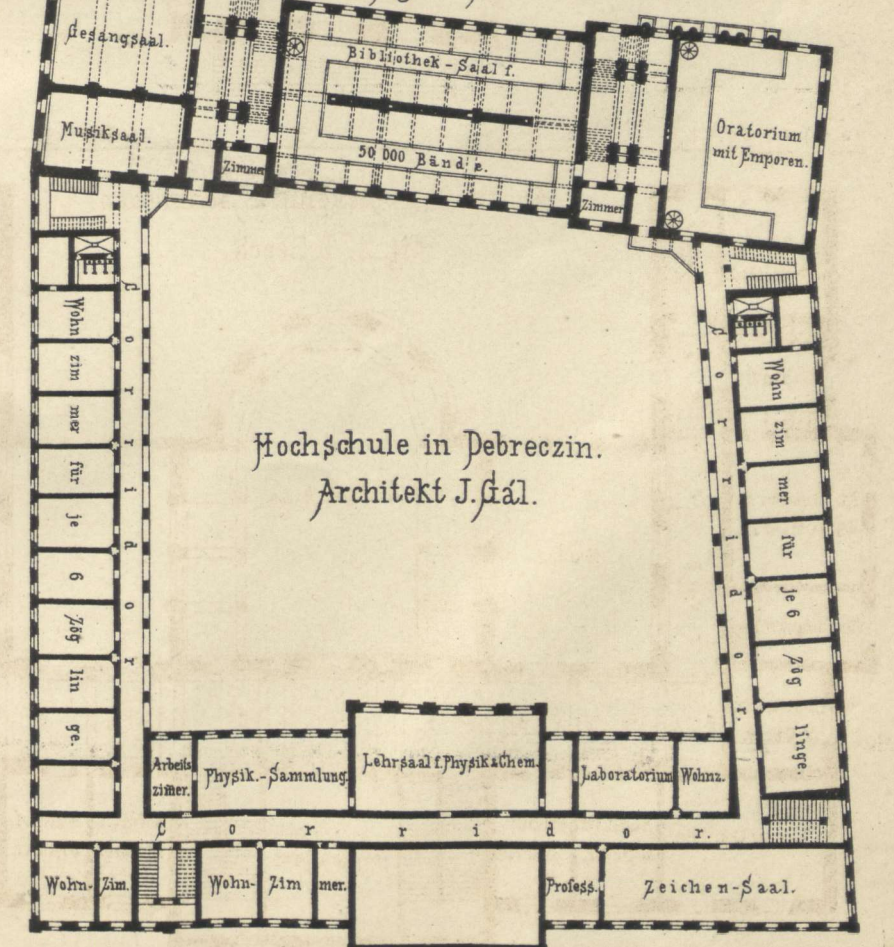 Gesangsaal.
Musiksaal.
Zimmer
Bibliothek-Saal f.
50 000 Bände.
Zimmer
Oratorium
mit Emporen.
Wohn zim mer für je 6 Zög lin ge.
Corridor
Hochschule in Debreczin.
Architekt J. Gál.
Corridor.
Wohn zim mer für je 6 Zög linge.
Arbeits
zimer.
Physik.-Sammlung
Lehrsaal f. Physik & Chem.
Laboratorium
Wohnz.
Corridor.
Wohn- Zim.
Wohn- Zim mer.
Profess.
Zeichen-Saal.